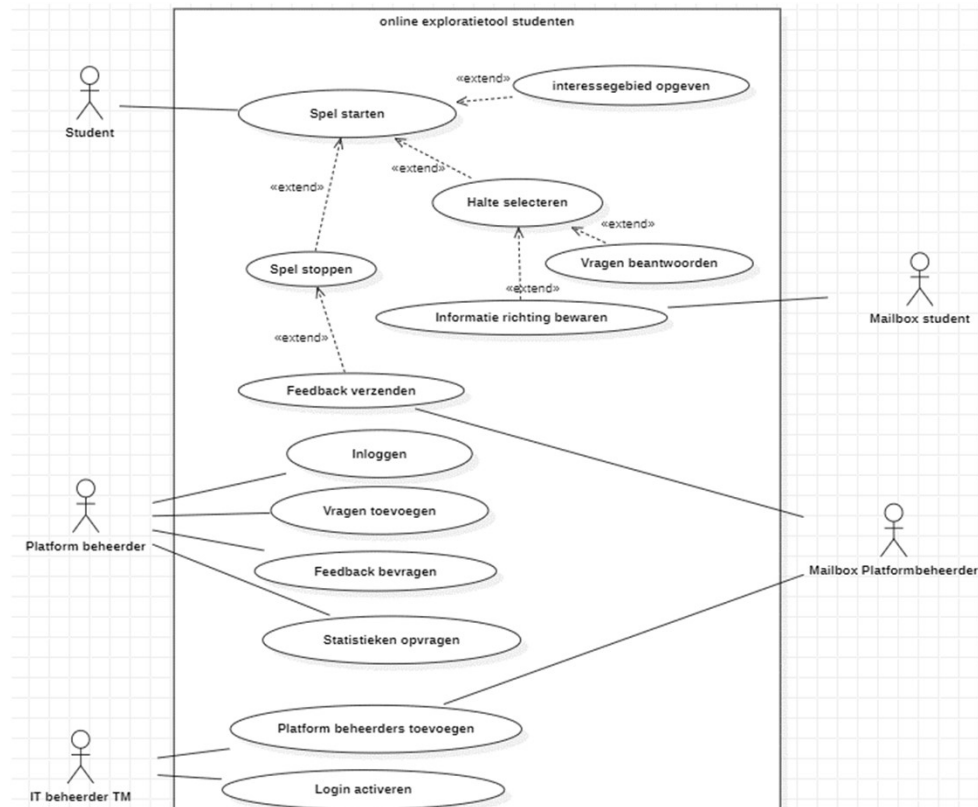 online exploratietool studenten
«extend»
interessegebied opgeven
Spel starten
Student
«extend»
«extend»
Halte selecteren
«extend»
Spel stoppen
Vragen beantwoorden
«extend»
Informatie richting bewaren
Mailbox student
«extend»
Feedback verzenden
Inloggen
Vragen toevoegen
Platform beheerder
Feedback bevragen
Mailbox Platformbeheerder
Statistieken opvragen
Platform beheerders toevoegen
Login activeren
IT beheerder TM